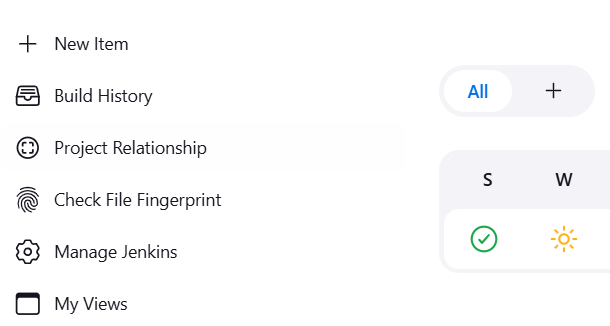 New Item
Build History
Project Relationship
Check File Fingerprint
Manage Jenkins
My Views
All +
S W